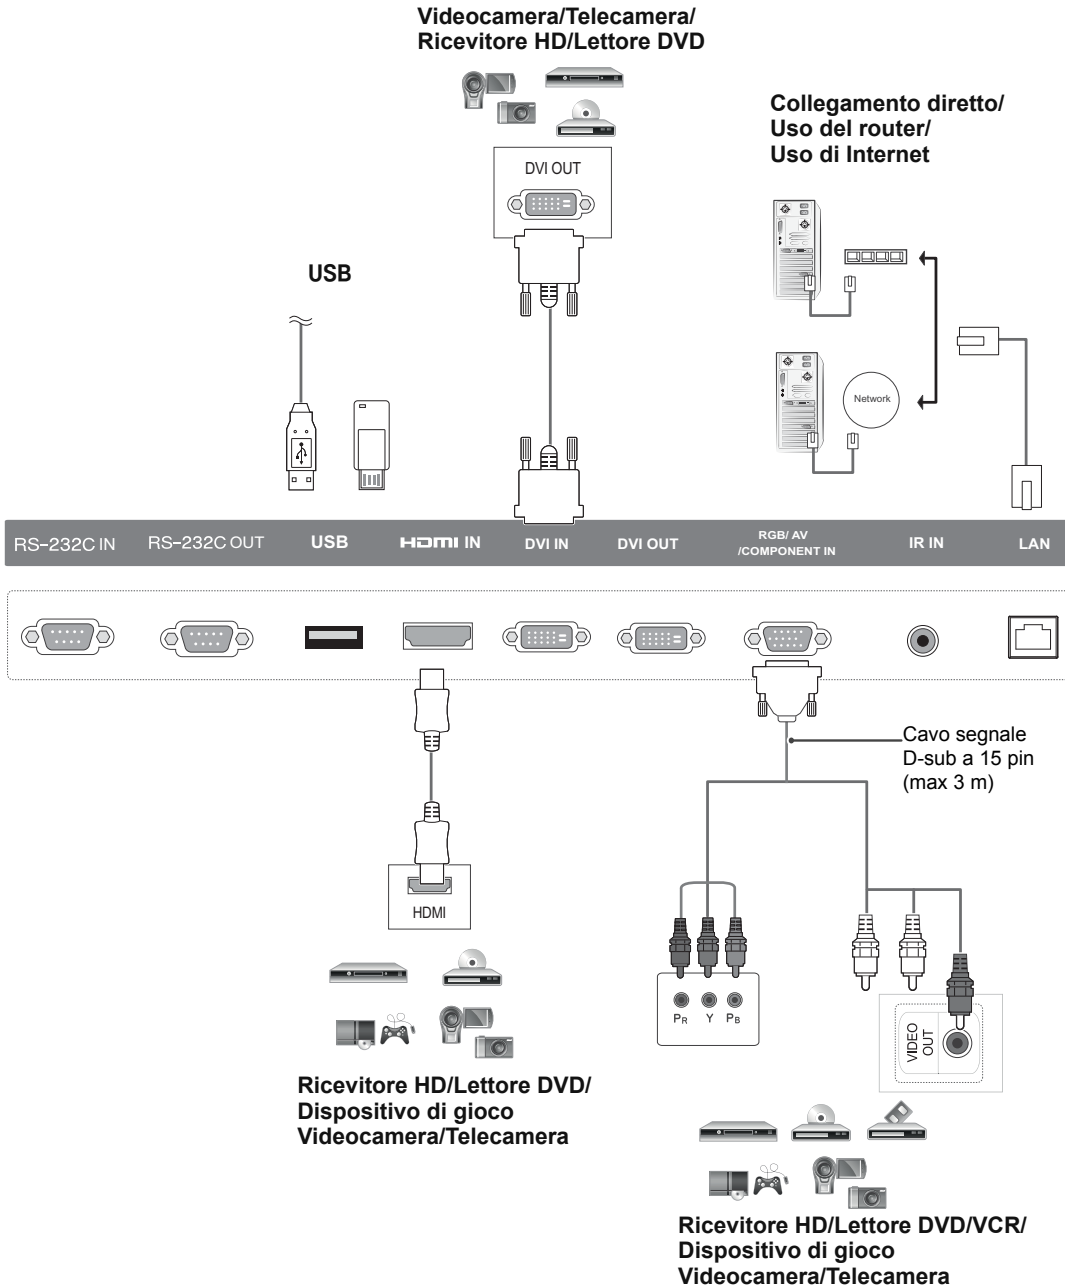 Videocamera/Telecamera/
Ricevitore HD/Lettore DVD
Collegamento diretto/
Uso del router/
Uso di Internet
DVI OUT
USB
Network
RS-232C IN
RS-232C OUT
USB
HDMI IN
DVI IN
DVI OUT
RGB/ AV
/COMPONENT IN
IR IN
LAN
Cavo segnale
D-sub a 15 pin
(max 3 m)
HDMI
PR Y PB
VIDEO
OUT
Ricevitore HD/Lettore DVD/
Dispositivo di gioco
Videocamera/Telecamera
Ricevitore HD/Lettore DVD/VCR/
Dispositivo di gioco
Videocamera/Telecamera